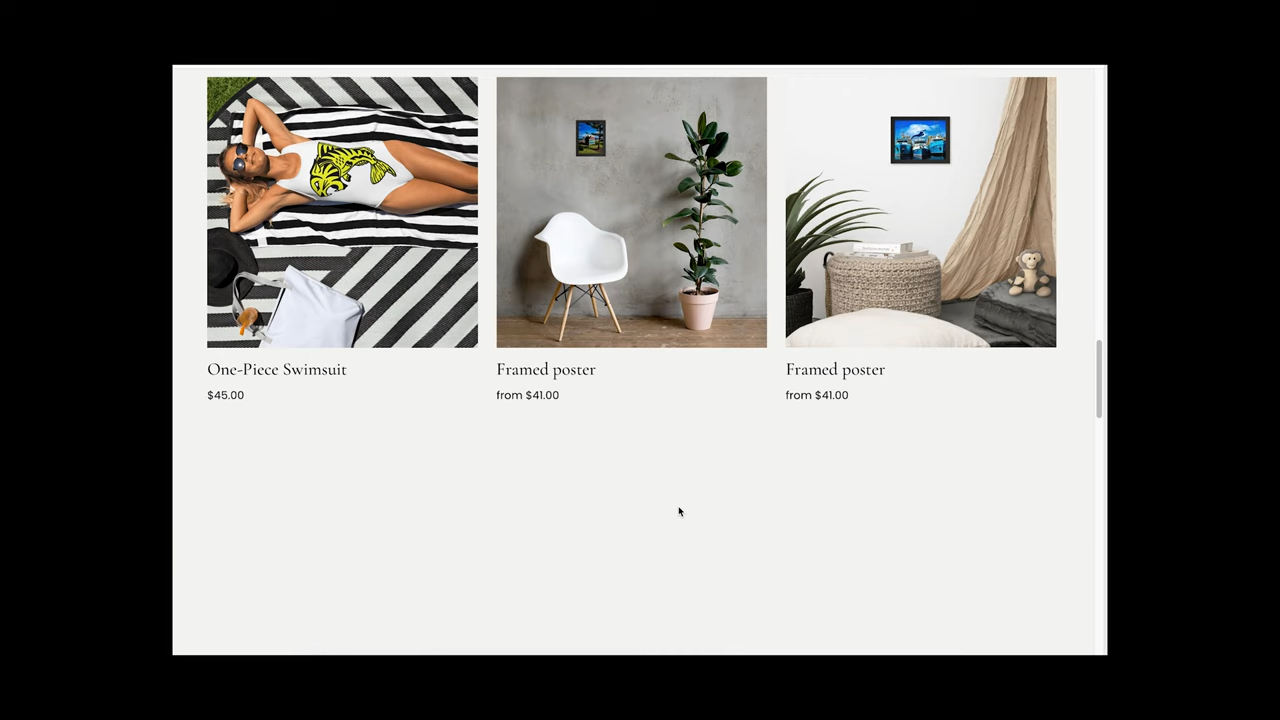 One-Piece Swimsuit
$45.00
Framed poster
from $41.00
Framed poster
from $41.00